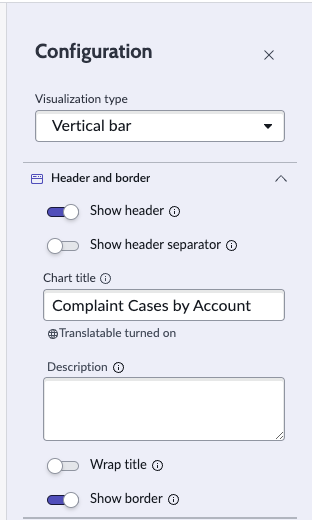 Configuration
Visualization type
Vertical bar
Header and border
Show header
Show header separator
Chart title
Complaint Cases by Account
Translatable turned on
Description
Wrap title
Show border